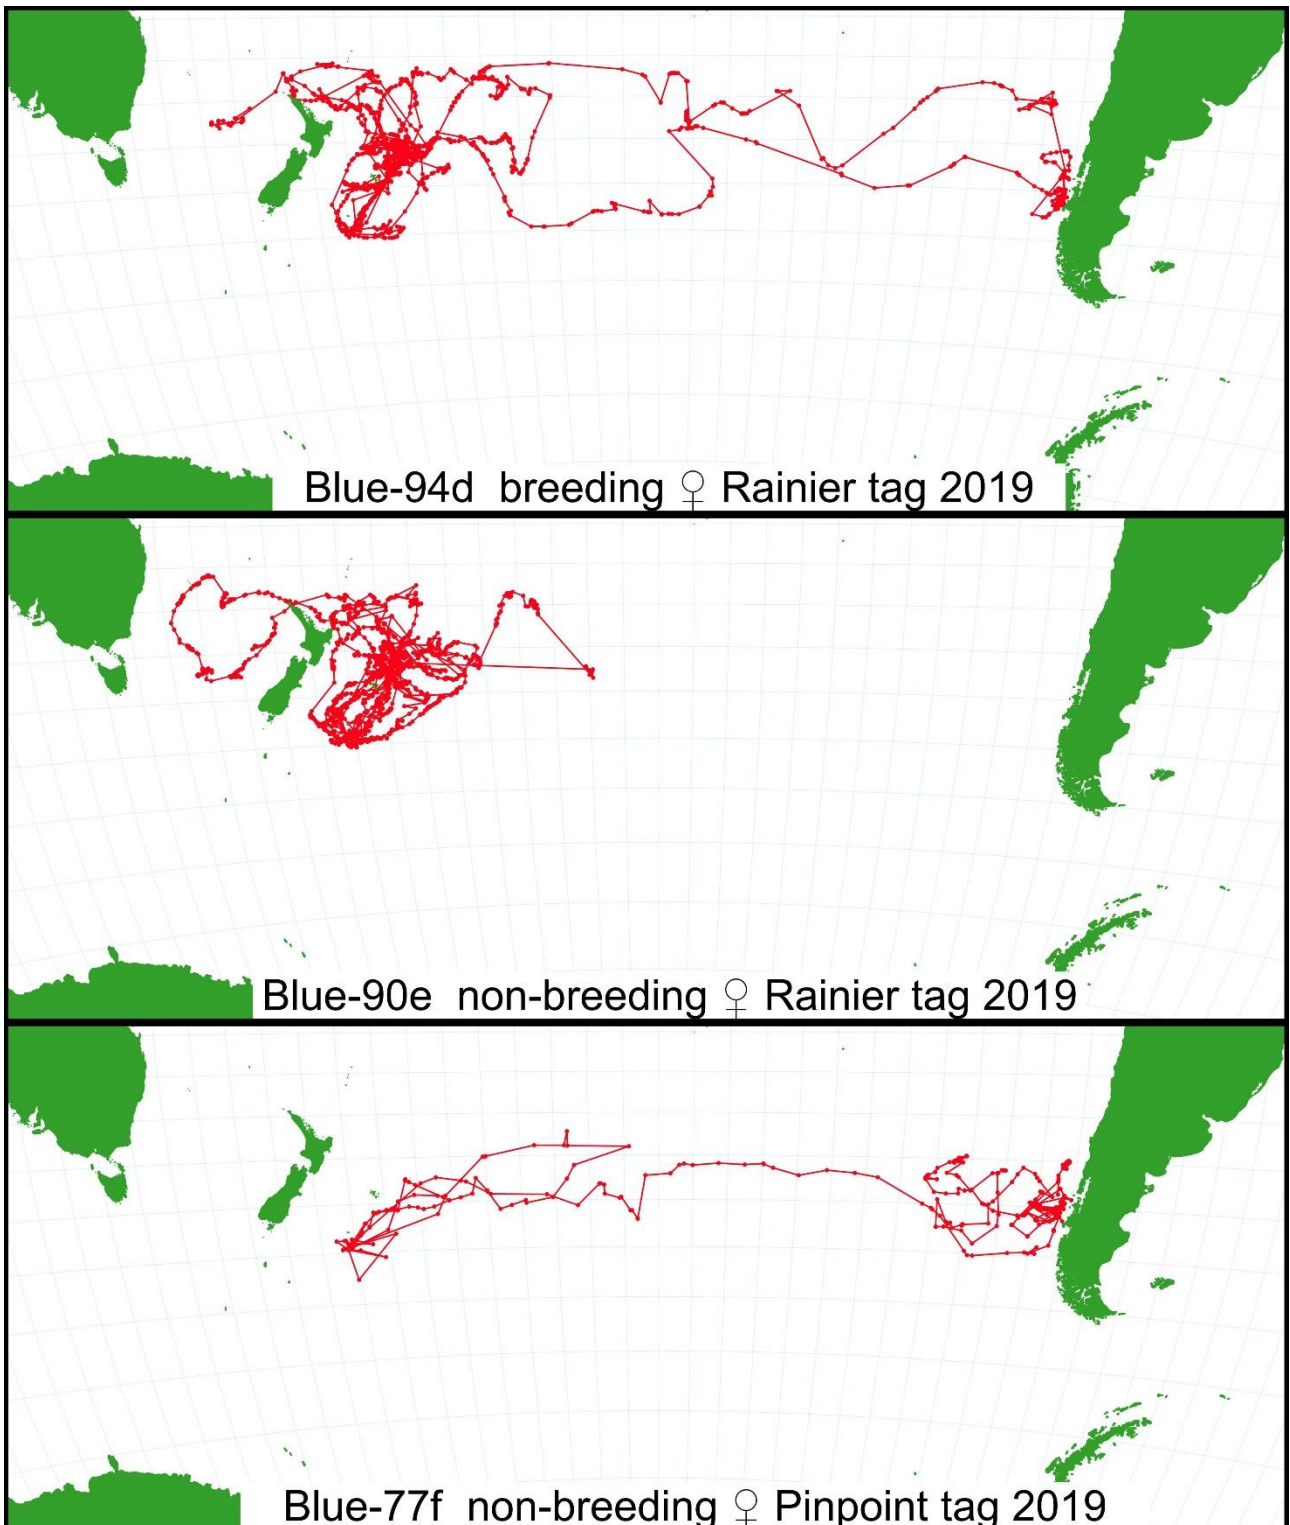 Blue-94d breeding ♀ Rainier tag 2019
Blue-90e non-breeding ♀ Rainier tag 2019
Blue-77f non-breeding ♀ Pinpoint tag 2019